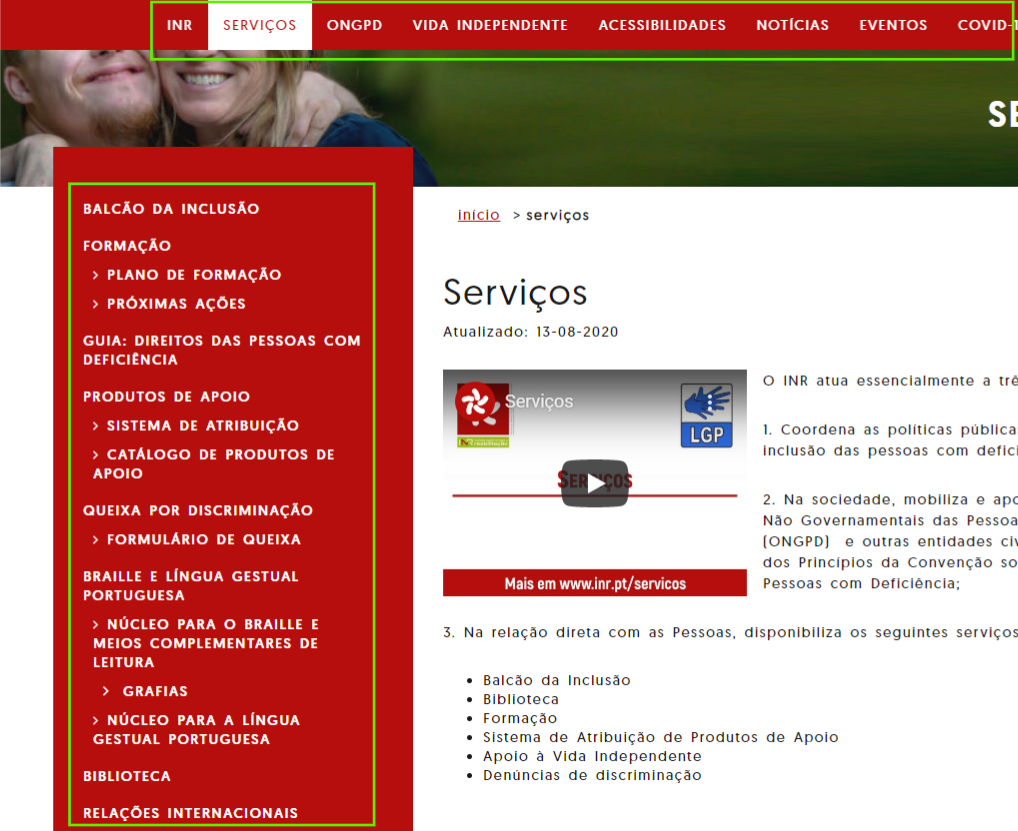 INR SERVIÇOS ONGPD VIDA INDEPENDENTE ACESSIBILIDADES NOTÍCIAS EVENTOS COVID-1
SE
BALCÃO DA INCLUSÃO
FORMAÇÃO
> PLANO DE FORMAÇÃO
> PRÓXIMAS AÇÕES
GUIA: DIREITOS DAS PESSOAS COM
DEFICIÊNCIA
PRODUTOS DE APOIO
> SISTEMA DE ATRIBUIÇÃO
> CATÁLOGO DE PRODUTOS DE
APOIO
QUEIXA POR DISCRIMINAÇÃO
> FORMULÁRIO DE QUEIXA
BRAILLE E LÍNGUA GESTUAL
PORTUGUESA
> NÚCLEO PARA O BRAILLE E
MEIOS COMPLEMENTARES DE
LEITURA
> GRAFIAS
> NÚCLEO PARA A LÍNGUA
GESTUAL PORTUGUESA
BIBLIOTECA
RELAÇÕES INTERNACIONAIS
início > serviços
Serviços
Atualizado: 13-08-2020
Serviços
LGP
SERVIÇOS
Mais em www.inr.pt/servicos
O INR atua essencialmente a trê
1. Coordena as políticas pública
inclusão das pessoas com defici
2. Na sociedade, mobiliza e apo
Não Governamentais das Pessoa
(ONGPD) e outras entidades civ
dos Princípios da Convenção so
Pessoas com Deficiência;
3. Na relação direta com as Pessoas, disponibiliza os seguintes serviços
• Balcão da Inclusão
• Biblioteca
• Formação
• Sistema de Atribuição de Produtos de Apoio
• Apoio à Vida Independente
• Denúncias de discriminação